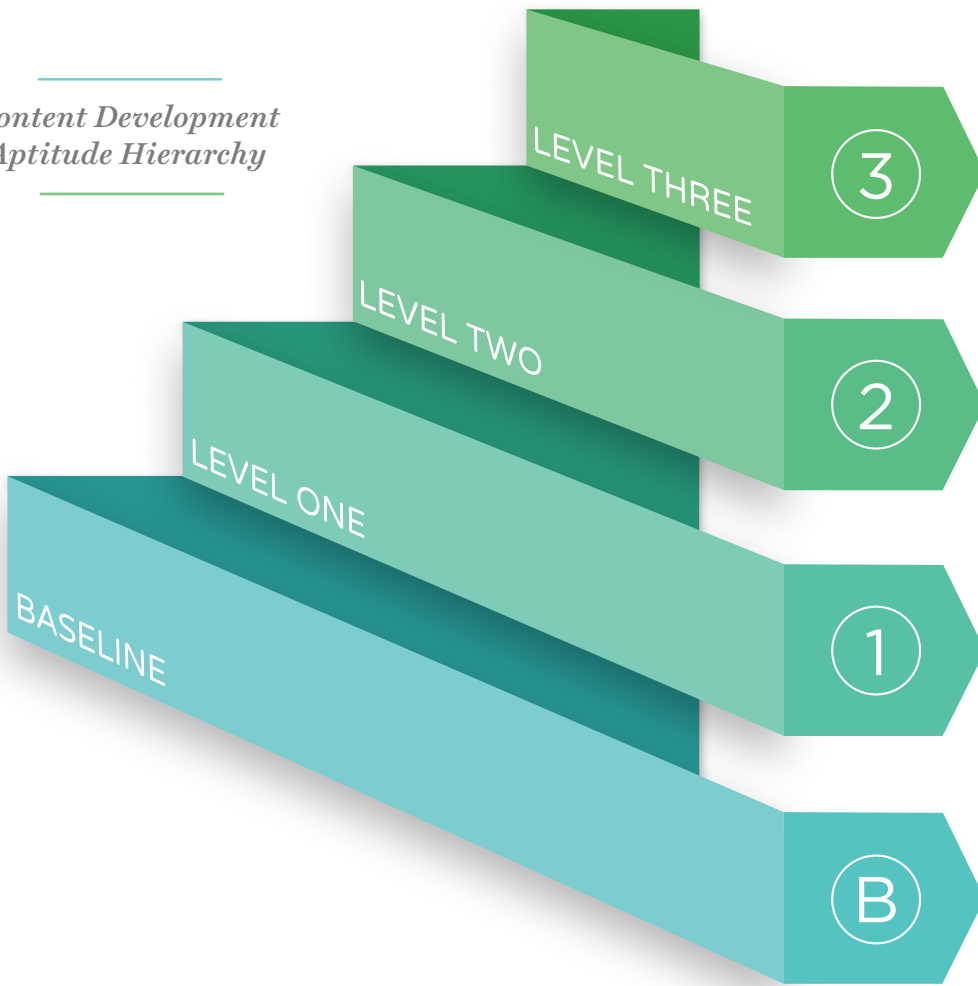 ontent Development
Aptitude Hierarchy
LEVEL THREE
3
LEVEL TWO
2
LEVEL ONE
1
BASELINE
B